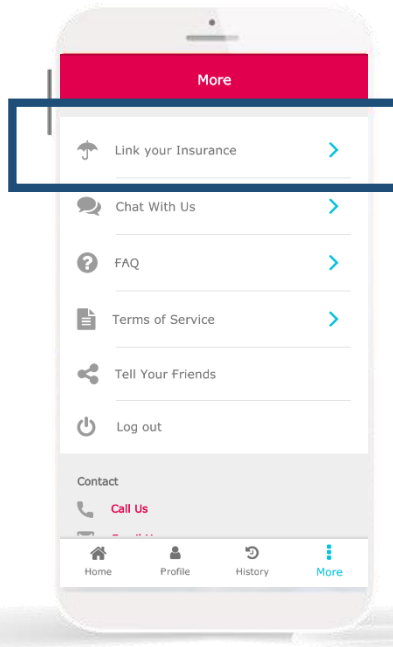 More
Link your Insurance
Chat With Us
FAQ
Terms of Service
Tell Your Friends
Log out
Contact
Call Us
Home Profile History More